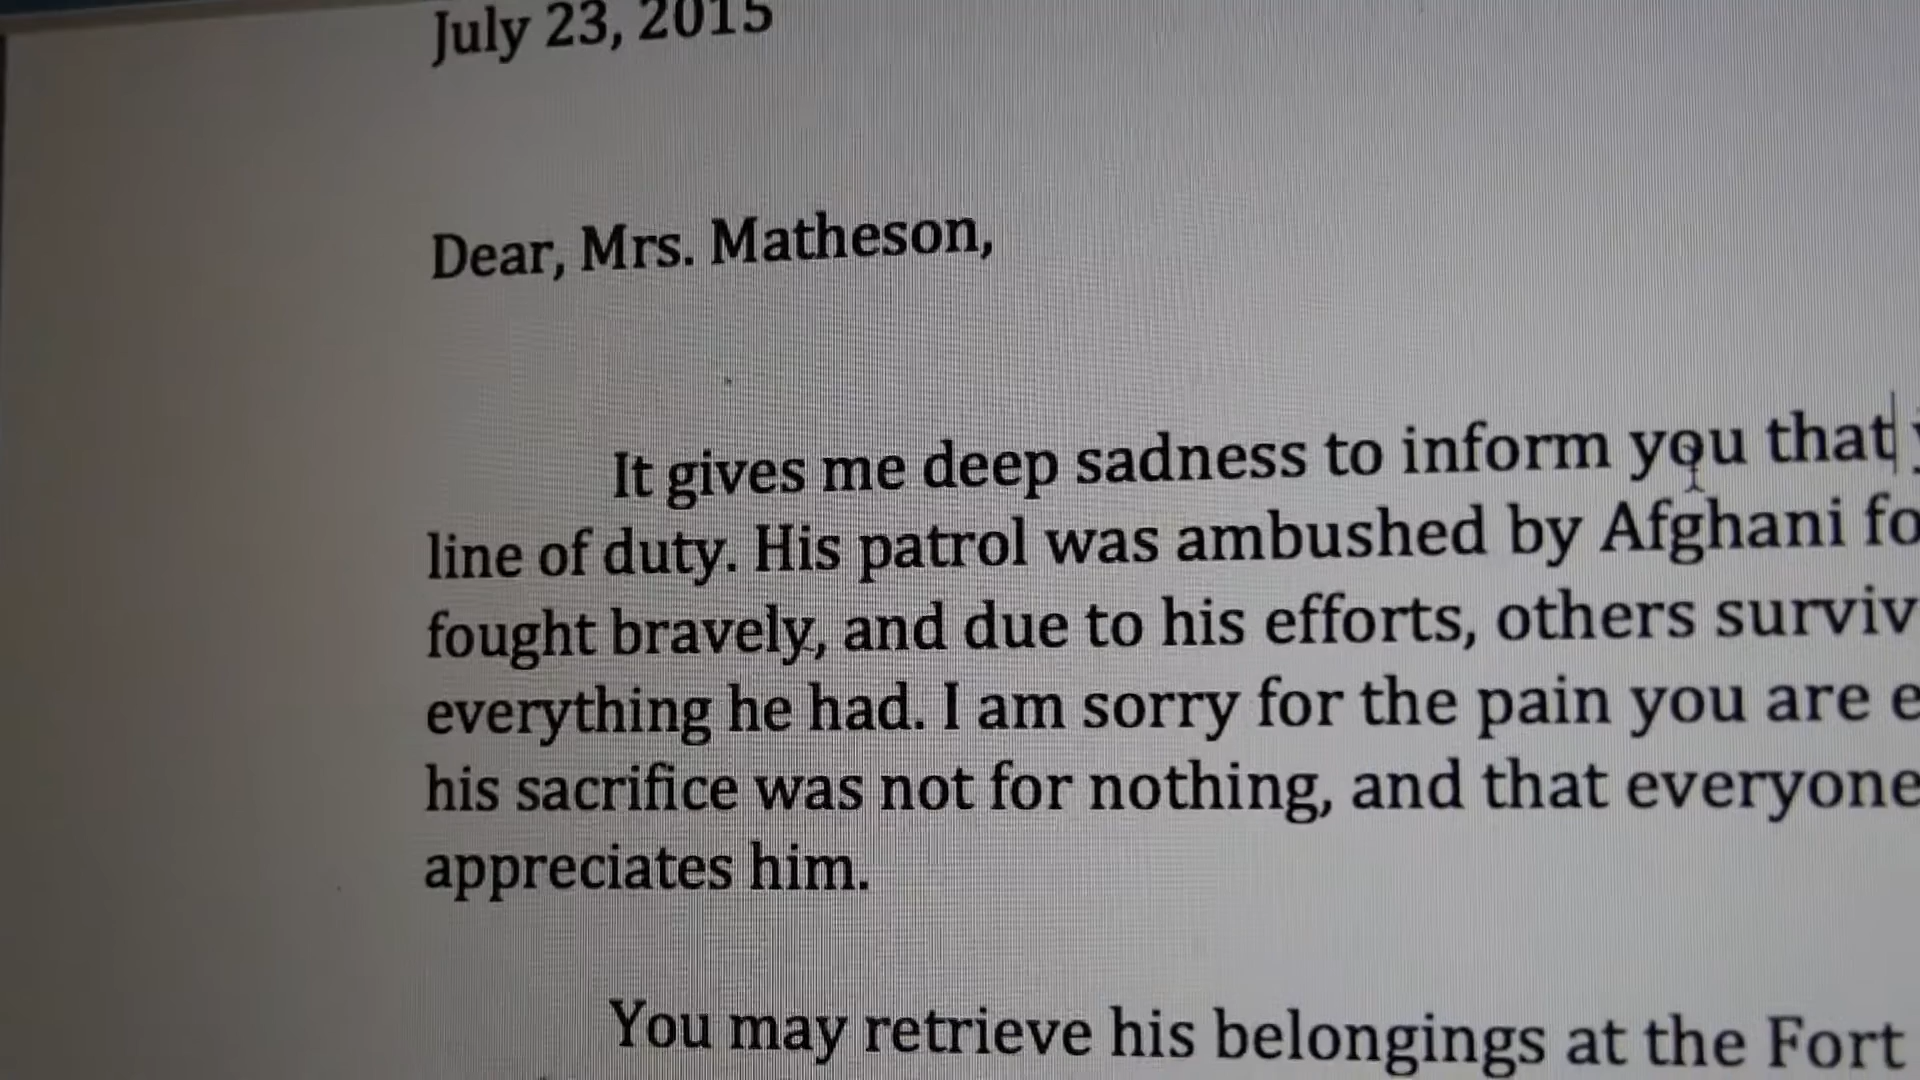 July 23, 2015
Dear, Mrs. Matheson,
It gives me deep sadness to inform you that
line of duty. His patrol was ambushed by Afghani fo
fought bravely, and due to his efforts, others surviv
everything he had. I am sorry for the pain you are e
his sacrifice was not for nothing, and that everyone
appreciates him.
You may retrieve his belongings at the Fort